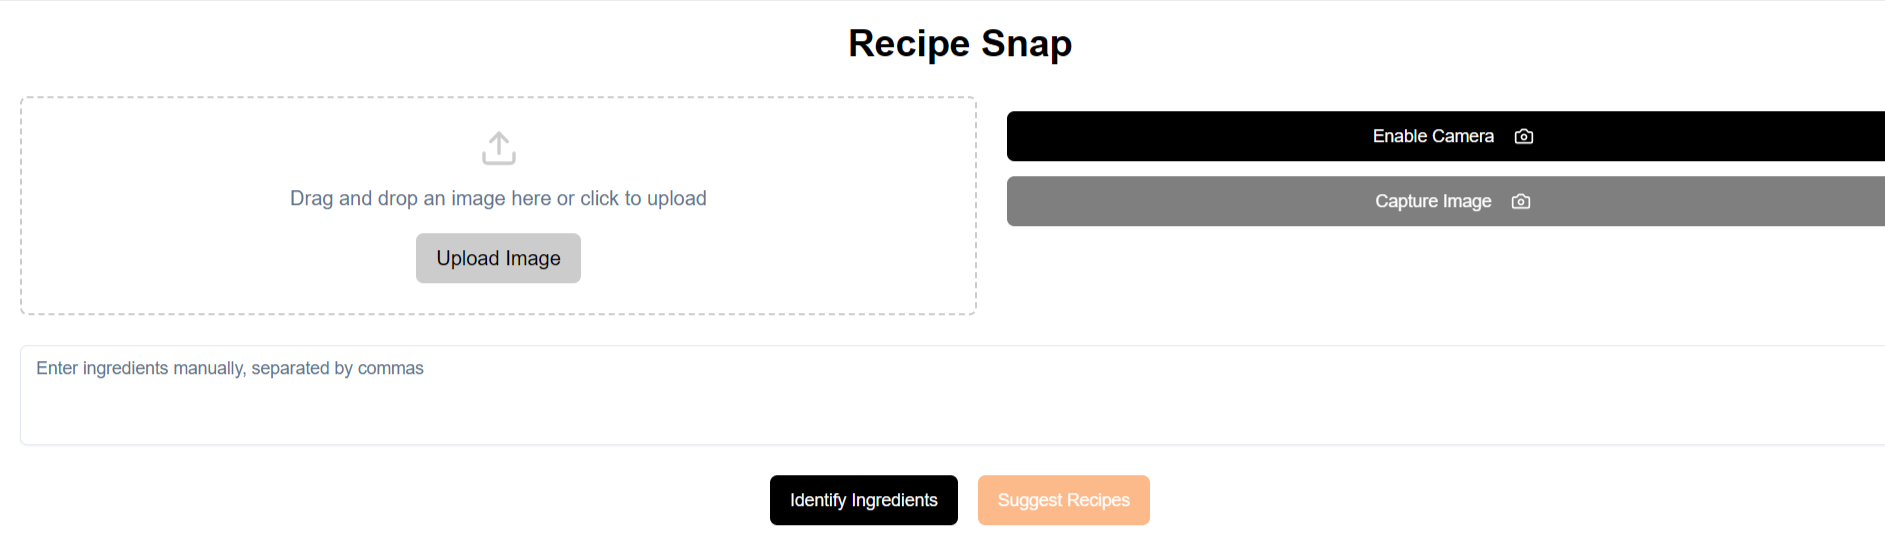 Recipe Snap
Drag and drop an image here or click to upload
Upload Image
Enable Camera
Capture Image
Enter ingredients manually, separated by commas
Identify Ingredients
Suggest Recipes